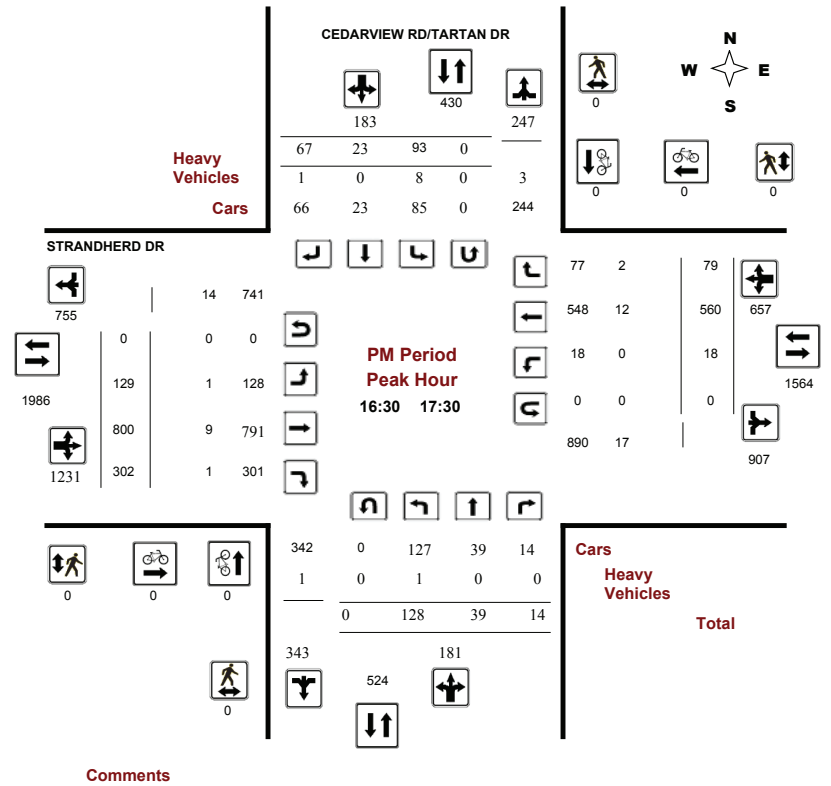 CEDARVIEW RD/TARTAN DR
N
W E
S
430
0
183 247
67 23 93 0
Heavy
Vehicles
1 0 8 0 3
Cars
66 23 85 0 244
0 0 0
STRANDHERD DR
14 741
755
0 0 0
129 1 128
1986
800 9 791
1231
302 1 301
PM Period
Peak Hour
16:30 17:30
77 2 79
548 12 560 657
18 0 18
1564
0 0 0
890 17
907
342 0 127 39 14
Cars
1 0 1 0 0
Heavy
Vehicles
0 128 39 14
Total
0 0 0
343 181
524
0
Comments